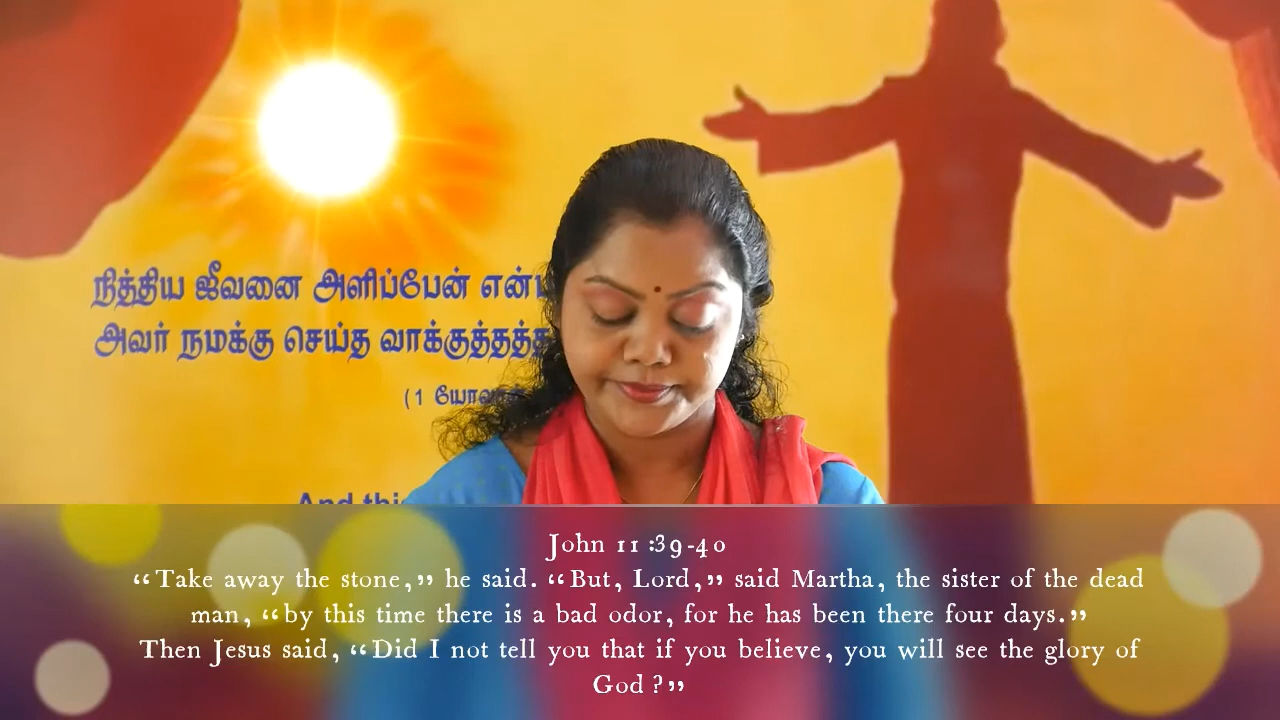 நித்திய ஜீவனை அளிப்பேன்
அவர் நமக்கு செய்த
(1
And this
John 11:39-40
“Take away the stone,” he said. “But, Lord,” said Martha, the sister of the dead
man, “by this time there is a bad odor, for he has been there four days.”
Then Jesus said, “Did I not tell you that if you believe, you will see the glory of
God?”